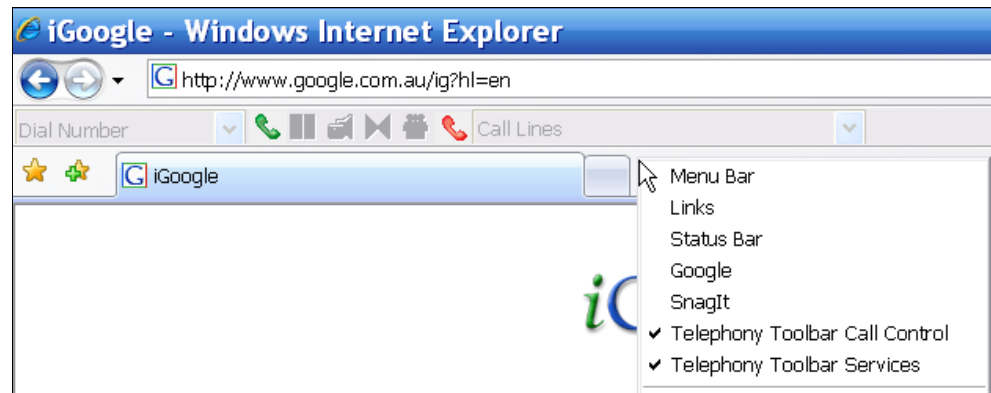 iGoogle - Windows Internet Explorer
http://www.google.com.au/ig?hl=en
Dial Number Call Lines
iGoogle
Menu Bar
Links
Status Bar
Google
SnagIt
Telephony Toolbar Call Control
Telephony Toolbar Services